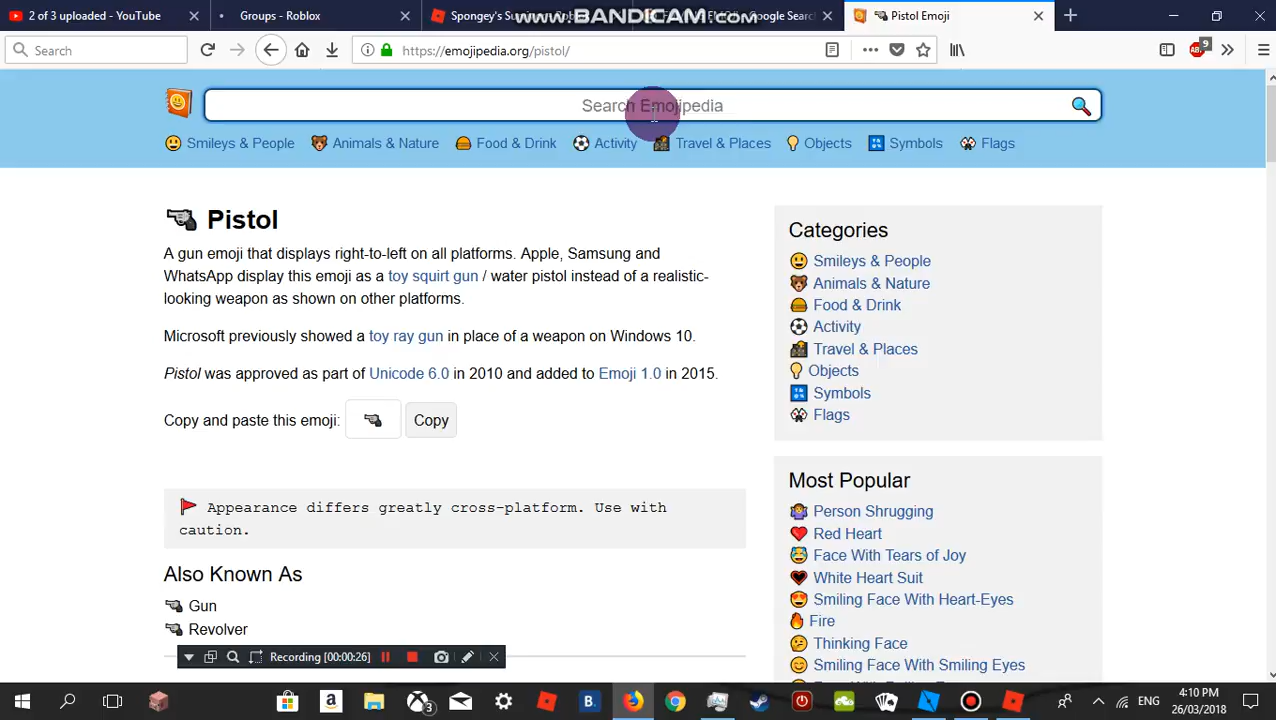 2 of 3 uploaded - YouTube
Groups - Roblox
Spongey's S
Google Sear
www.BANDICAM.com
Pistol Emoji
Search
https://emojipedia.org/pistol/
9
Search Emojipedia
Smileys & People
Animals & Nature
Food & Drink
Activity
Travel & Places
Objects
Symbols
Flags
Pistol
A gun emoji that displays right-to-left on all platforms. Apple, Samsung and
WhatsApp display this emoji as a toy squirt gun / water pistol instead of a realistic-
looking weapon as shown on other platforms.
Microsoft previously showed a toy ray gun in place of a weapon on Windows 10.
Pistol was approved as part of Unicode 6.0 in 2010 and added to Emoji 1.0 in 2015.
Copy and paste this emoji:
Copy
Appearance differs greatly cross-platform. Use with
caution.
Also Known As
Gun
Revolver
Categories
Smileys & People
Animals & Nature
Food & Drink
Activity
Travel & Places
Objects
Symbols
Flags
Most Popular
Person Shrugging
Red Heart
Face With Tears of Joy
White Heart Suit
Smiling Face With Heart-Eyes
Fire
Thinking Face
Smiling Face With Smiling Eyes
Recording [00:00:26]
3
B.
ENG
4:10 PM
26/03/2018